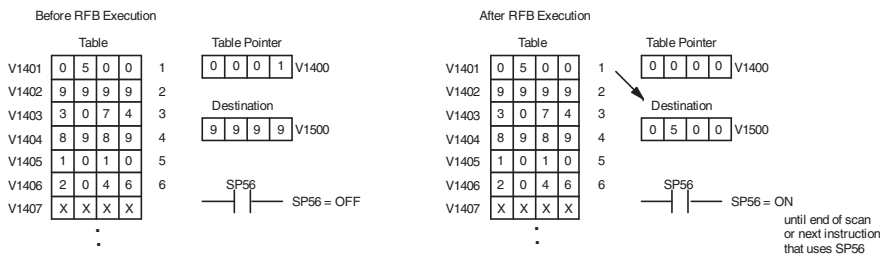 Before RFB Execution
Table
Table Pointer
V1401 0 5 0 0 1
0 0 0 1 V1400
V1402 9 9 9 9 2
V1403 3 0 7 4 3
Destination
V1404 8 9 8 9 4
9 9 9 9 V1500
V1405 1 0 1 0 5
V1406 2 0 4 6 6
SP56
SP56 = OFF
V1407 X X X X
After RFB Execution
Table
Table Pointer
V1401 0 5 0 0 1
0 0 0 0 V1400
V1402 9 9 9 9 2
V1403 3 0 7 4 3
Destination
V1404 8 9 8 9 4
0 5 0 0 V1500
V1405 1 0 1 0 5
V1406 2 0 4 6 6
SP56
SP56 = ON
V1407 X X X X
until end of scan
or next instruction
that uses SP56